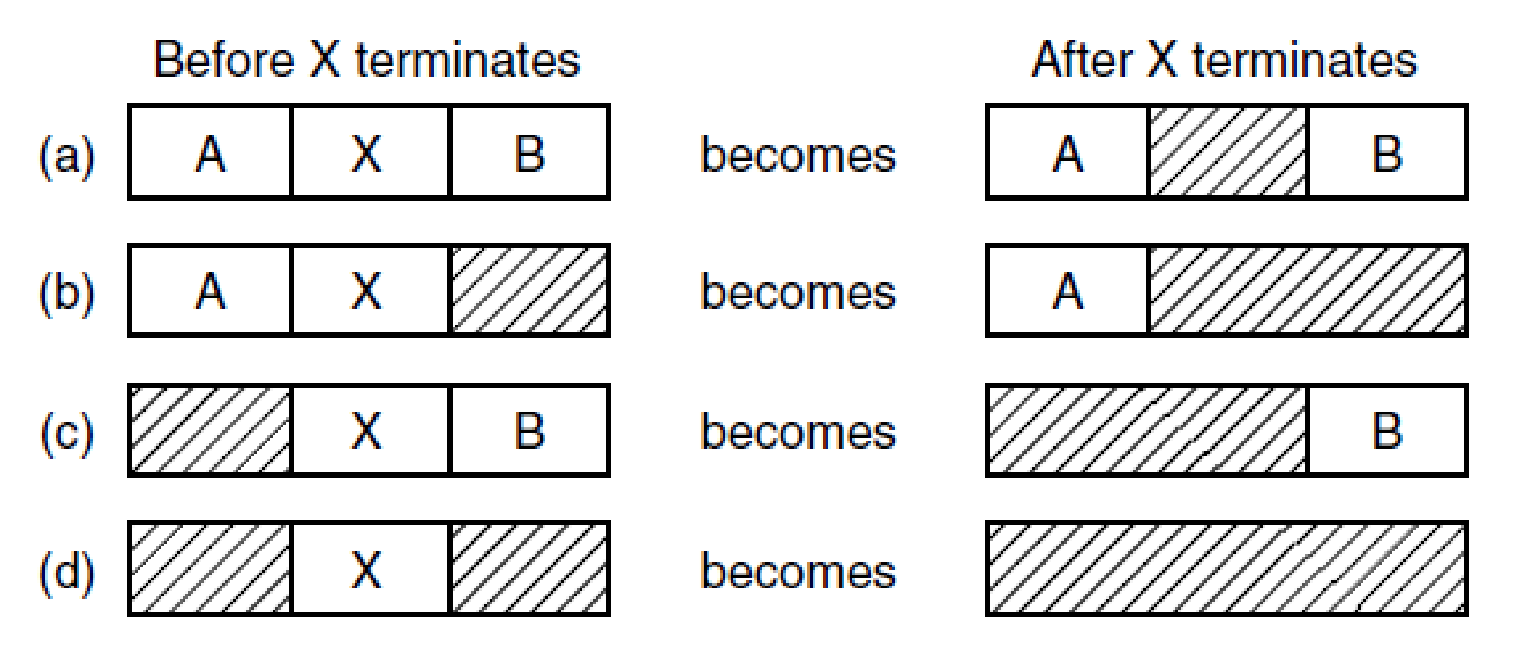 Before X terminates After X terminates
(a) A X B becomes A B
(b) A X becomes A
(c) X B becomes B
(d) X becomes